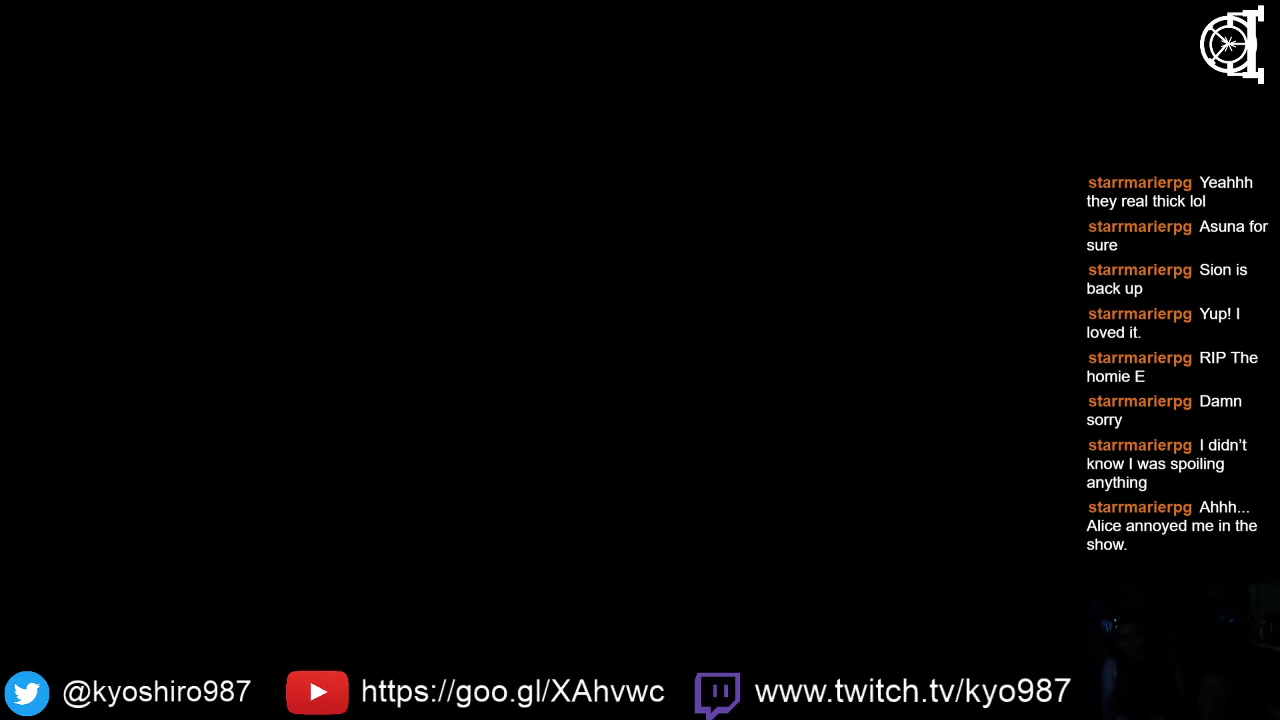 starrmarierpg Yeahhh
they real thick lol
starrmarierpg Asuna for
sure
starrmarierpg Sion is
back up
starrmarierpg Yup! I
loved it.
starrmarierpg RIP The
homie E
starrmarierpg Damn
sorry
starrmarierpg I didn't
know I was spoiling
anything
starrmarierpg Ahhh...
Alice annoyed me in the
show.
@kyoshiro987 https://goo.gl/XAhvwc www.twitch.tv/kyo987